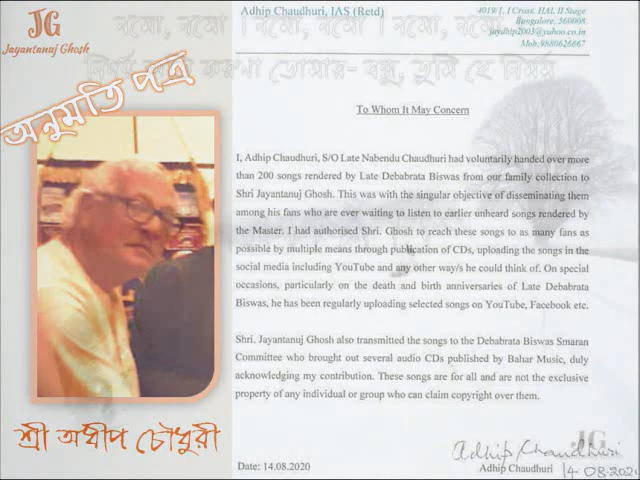 JG
Jayantanuj Ghosh
অনুমতি পত্র
শ্রী অধীপ চৌধুরী
Adhip Chaudhuri, IAS (Retd)
4019/1, I Cross, HAL II Stage
Bangalore, 560008
jaydhip2003@yahoo.co.in
Mob:9880626667
নমো, নমো । নমো, নমো । নমো, নমো
তোমার- বন্ধু, তুমি হে নির্মম
To Whom It May Concern
I, Adhip Chaudhuri, S/O Late Nabendu Chaudhuri had voluntarily handed over more
than 200 songs rendered by Late Debabrata Biswas from our family collection to
Shri Jayantanuj Ghosh. This was with the singular objective of disseminating them
among his fans who are ever waiting to listen to earlier unheard songs rendered by
the Master. I had authorised Shri. Ghosh to reach these songs to as many fans as
possible by multiple means through publication of CDs, uploading the songs in the
social media including YouTube and any other way/s he could think of. On special
occasions, particularly on the death and birth anniversaries of Late Debabrata
Biswas, he has been regularly uploading selected songs on YouTube, Facebook etc.
Shri. Jayantanuj Ghosh also transmitted the songs to the Debabrata Biswas Smaran
Committee who brought out several audio CDs published by Bahar Music, duly
acknowledging my contribution. These songs are for all and are not the exclusive
property of any individual or group who can claim copyright over them.
JG
Adhip Chaudhuri
Date: 14.08.2020
Adhip Chaudhuri
14.08.2020